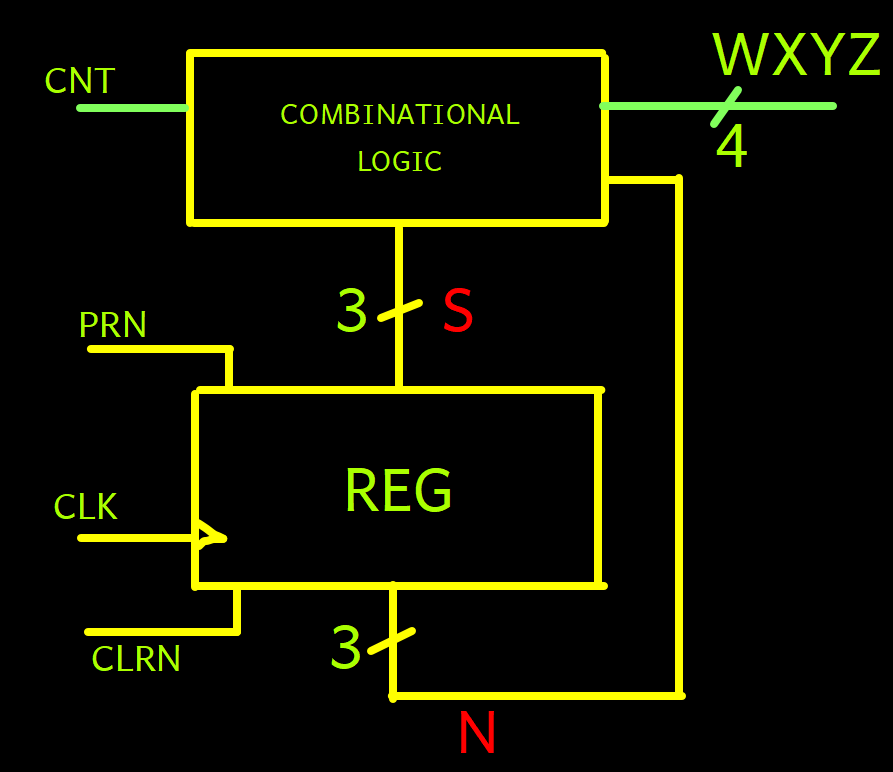 WXYZ
CNT
COMBINATIONAL
LOGIC
4
3
S
PRN
REG
CLK
3
CLRN
N